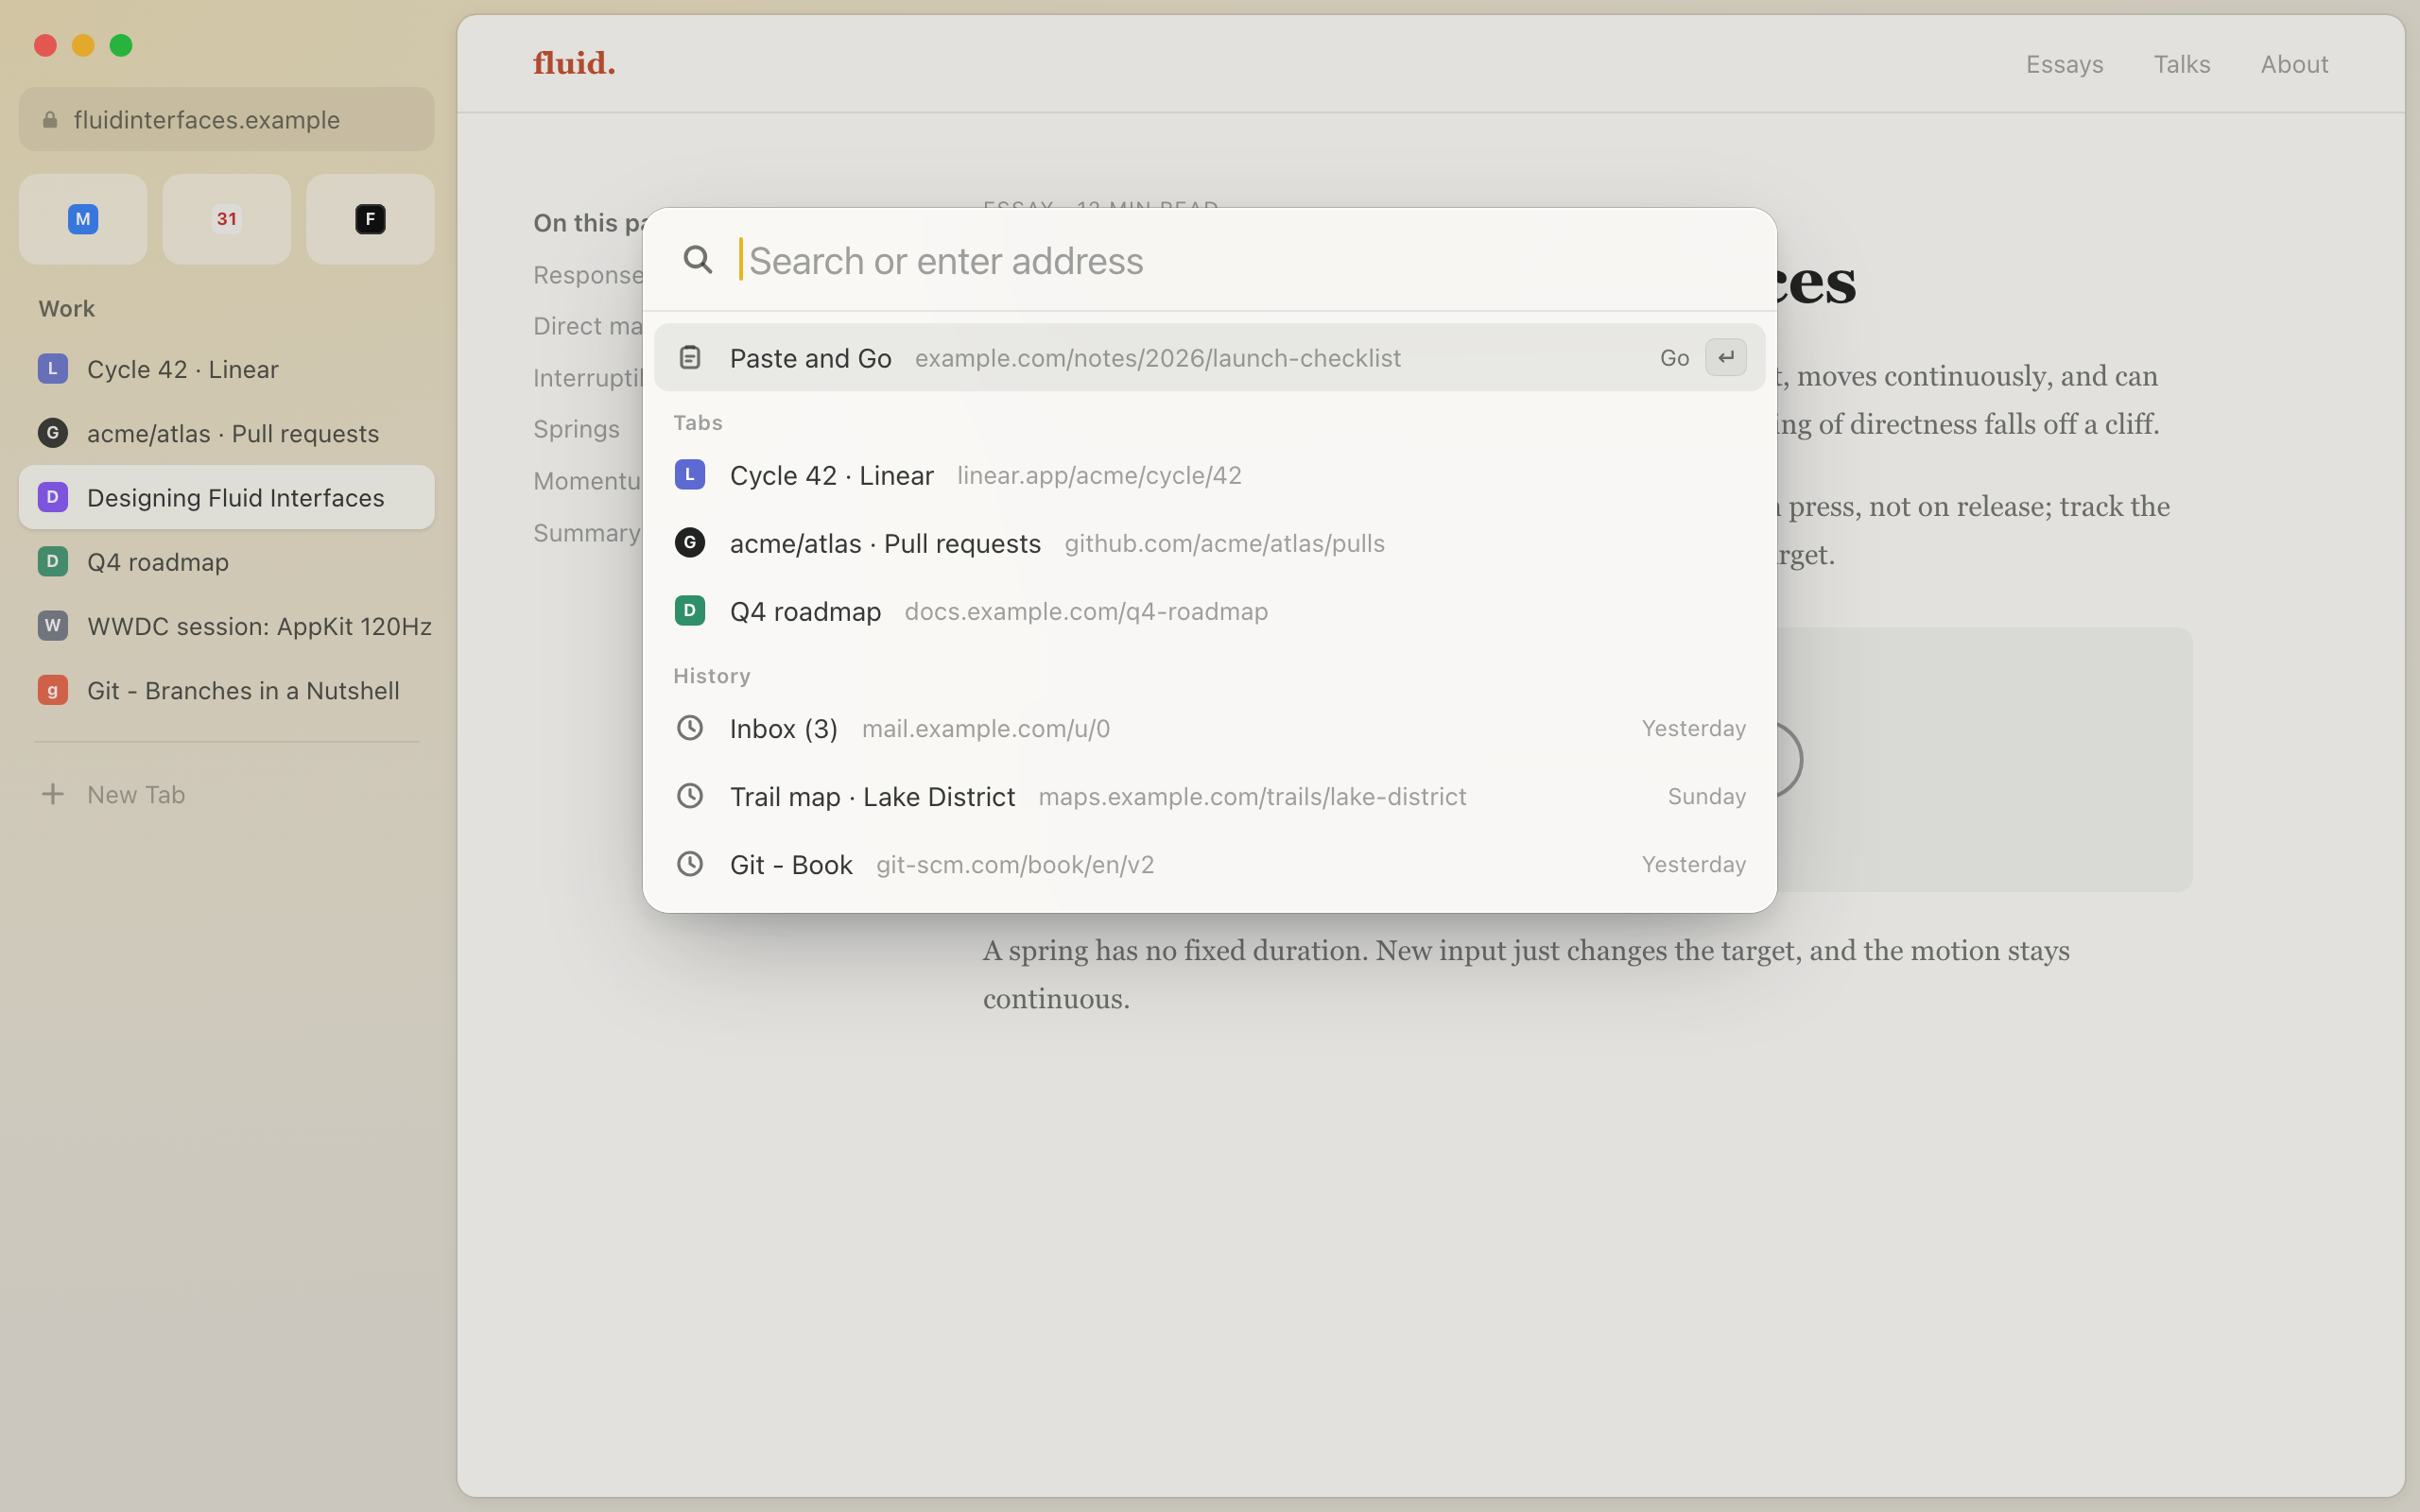 fluidinterfaces.example
M
31
F
Work
L Cycle 42 · Linear
G acme/atlas · Pull requests
D Designing Fluid Interfaces
D Q4 roadmap
W WWDC session: AppKit 120Hz
g Git - Branches in a Nutshell
New Tab
fluid.
Essays
Talks
About
On this
Response
Direct
Springs
Summary
Search or enter address
Paste and Go example.com/notes/2026/launch-checklist Go
Tabs
L Cycle 42 · Linear linear.app/acme/cycle/42
G acme/atlas · Pull requests github.com/acme/atlas/pulls
D Q4 roadmap docs.example.com/q4-roadmap
History
Inbox (3) mail.example.com/u/0 Yesterday
Trail map · Lake District maps.example.com/trails/lake-district Sunday
Git - Book git-scm.com/book/en/v2 Yesterday
, moves continuously, and can
of directness falls off a cliff.
press, not on release; track the
A spring has no fixed duration. New input just changes the target, and the motion stays
continuous.